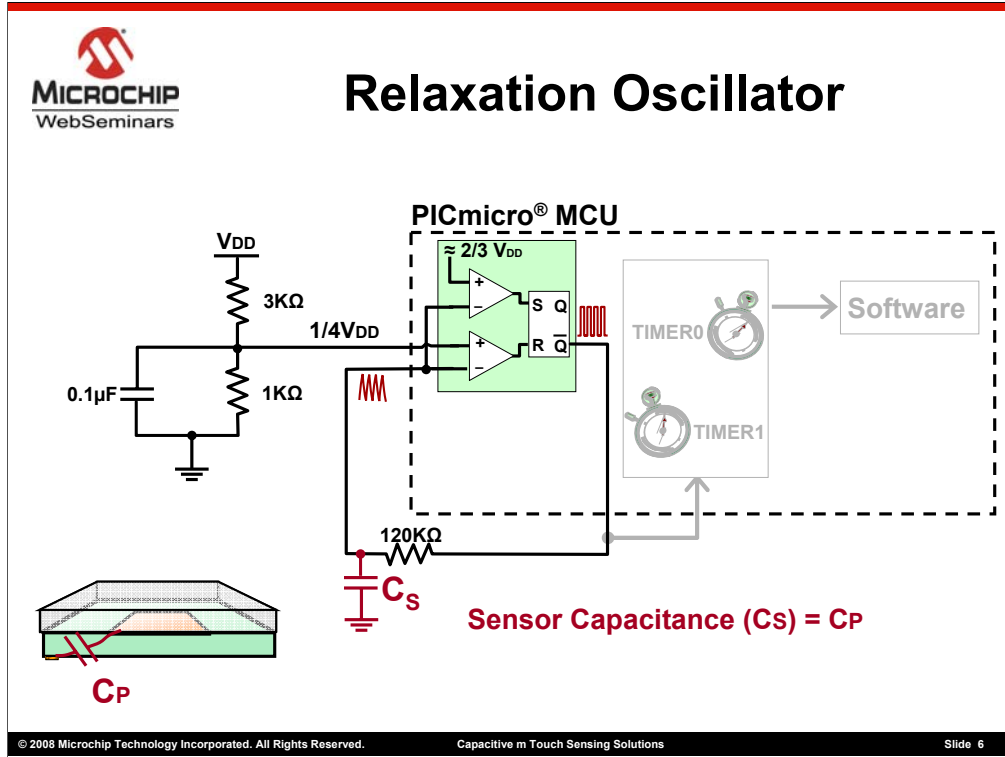 MICROCHIP
WebSeminars
Relaxation Oscillator
PICmicro® MCU
VDD
≈ 2/3 VDD
3KΩ
+
−
S Q
R Q̅
1/4VDD
+
−
0.1µF
1KΩ
TIMER0
Software
TIMER1
120KΩ
CS
Sensor Capacitance (CS) = CP
CP
© 2008 Microchip Technology Incorporated. All Rights Reserved. Capacitive m Touch Sensing Solutions Slide 6